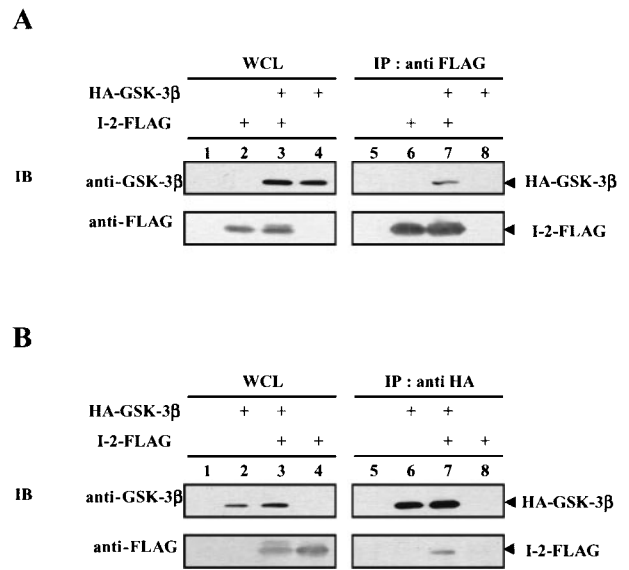 A
WCL IP : anti FLAG
HA-GSK-3β + + + +
I-2-FLAG + + + +
1 2 3 4 5 6 7 8
IB anti-GSK-3β HA-GSK-3β
anti-FLAG I-2-FLAG
B
WCL IP : anti HA
HA-GSK-3β + + + +
I-2-FLAG + + + +
1 2 3 4 5 6 7 8
IB anti-GSK-3β HA-GSK-3β
anti-FLAG I-2-FLAG